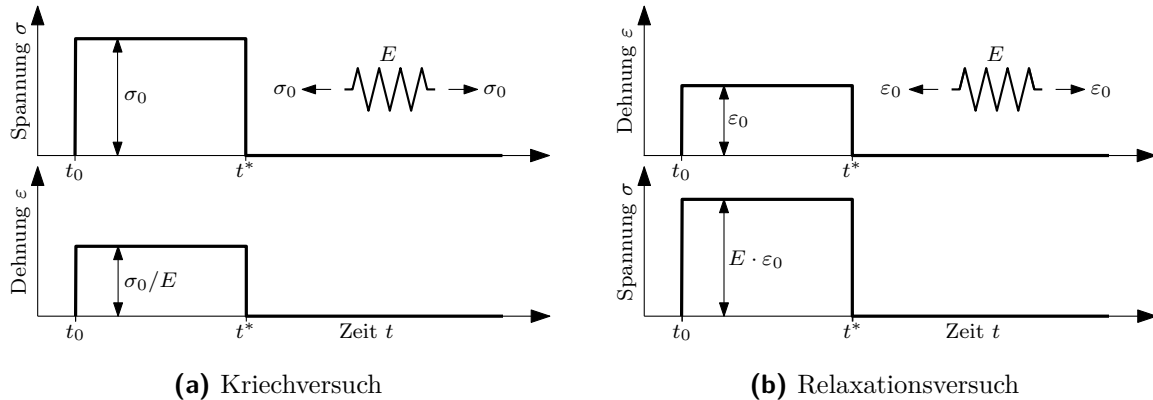 Spannung σ
σ₀
E
σ₀ σ₀
t₀ t*
Dehnung ε
σ₀/E
t₀ t* Zeit t
(a) Kriechversuch
Dehnung ε
ε₀
E
ε₀ ε₀
t₀ t*
Spannung σ
E · ε₀
t₀ t* Zeit t
(b) Relaxationsversuch